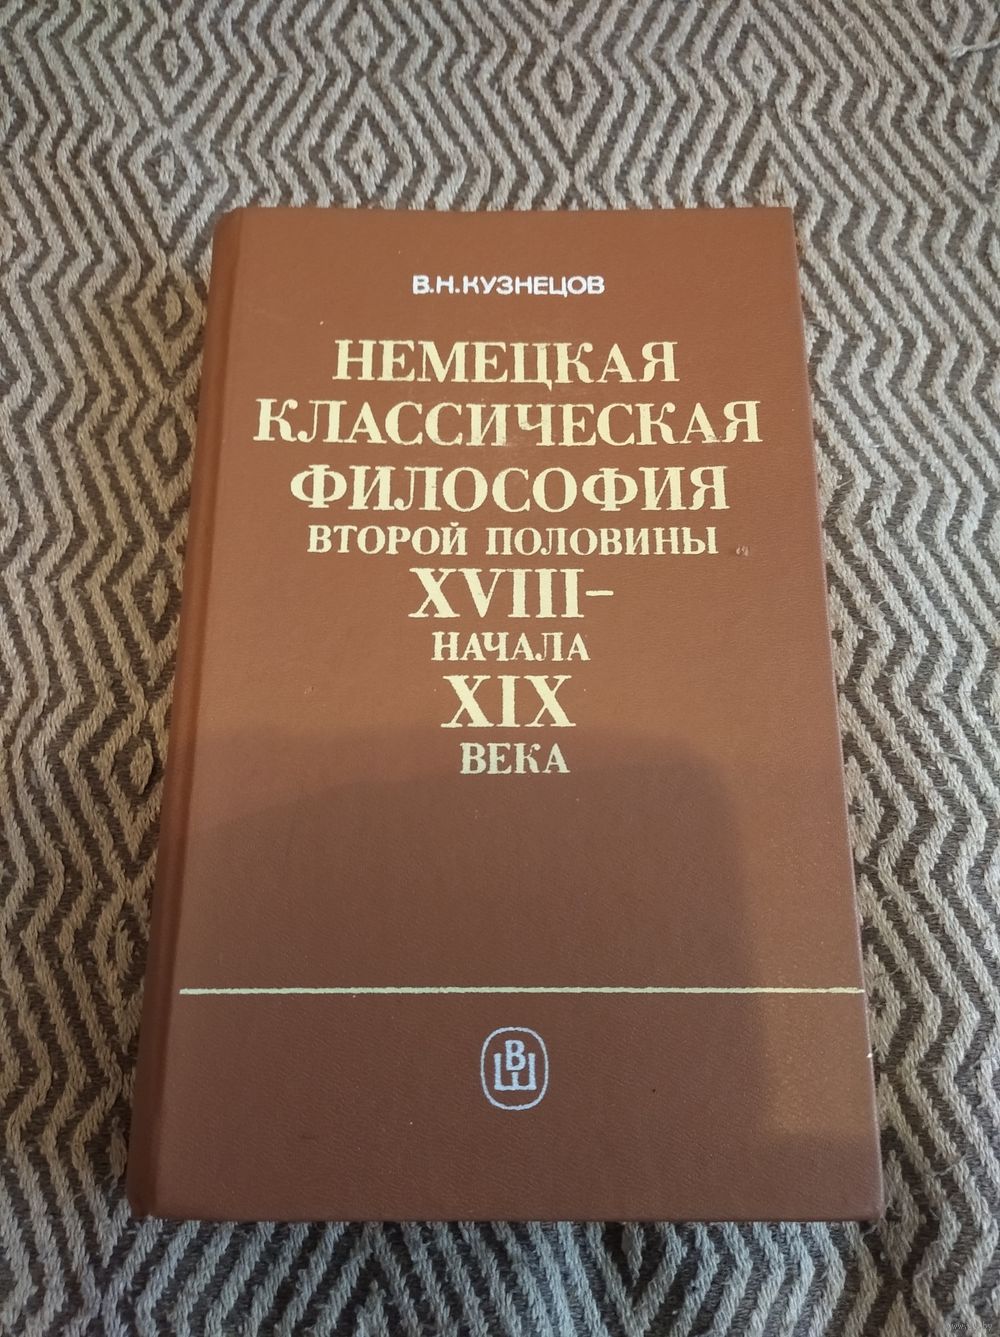 В.Н.КУЗНЕЦОВ
НЕМЕЦКАЯ
КЛАССИЧЕСКАЯ
ФИЛОСОФИЯ
ВТОРОЙ ПОЛОВИНЫ
XVIII–
НАЧАЛА
XIX
ВЕКА
В
Ш